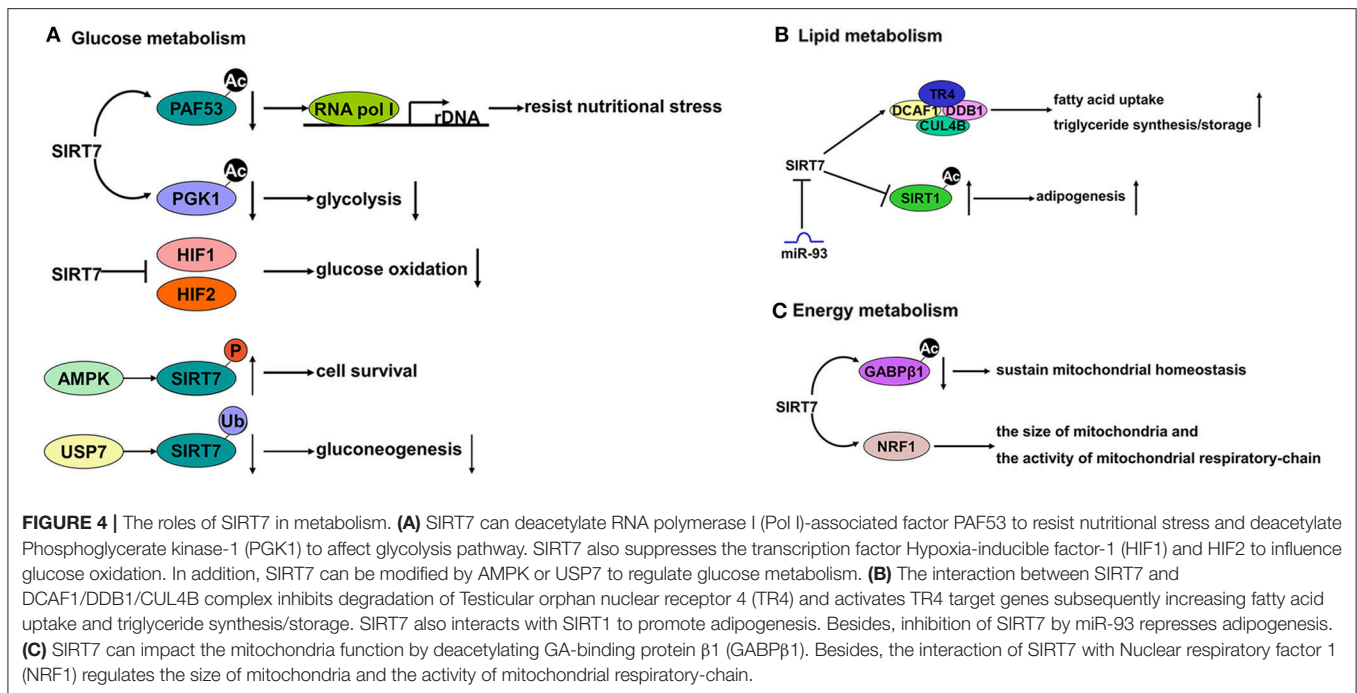 A Glucose metabolism
Ac
PAF53
RNA pol I
rDNA
resist nutritional stress
SIRT7
Ac
PGK1
glycolysis
HIF1
SIRT7
glucose oxidation
HIF2
P
AMPK
SIRT7
cell survival
Ub
USP7
SIRT7
gluconeogenesis
B Lipid metabolism
TR4
DCAF1
DDB1
CUL4B
fatty acid uptake
triglyceride synthesis/storage
SIRT7
Ac
SIRT1
adipogenesis
miR-93
C Energy metabolism
Ac
GABPβ1
sustain mitochondrial homeostasis
SIRT7
NRF1
the size of mitochondria and
the activity of mitochondrial respiratory-chain
FIGURE 4 | The roles of SIRT7 in metabolism. (A) SIRT7 can deacetylate RNA polymerase I (Pol I)-associated factor PAF53 to resist nutritional stress and deacetylate
Phosphoglycerate kinase-1 (PGK1) to affect glycolysis pathway. SIRT7 also suppresses the transcription factor Hypoxia-inducible factor-1 (HIF1) and HIF2 to influence
glucose oxidation. In addition, SIRT7 can be modified by AMPK or USP7 to regulate glucose metabolism. (B) The interaction between SIRT7 and
DCAF1/DDB1/CUL4B complex inhibits degradation of Testicular orphan nuclear receptor 4 (TR4) and activates TR4 target genes subsequently increasing fatty acid
uptake and triglyceride synthesis/storage. SIRT7 also interacts with SIRT1 to promote adipogenesis. Besides, inhibition of SIRT7 by miR-93 represses adipogenesis.
(C) SIRT7 can impact the mitochondria function by deacetylating GA-binding protein β1 (GABPβ1). Besides, the interaction of SIRT7 with Nuclear respiratory factor 1
(NRF1) regulates the size of mitochondria and the activity of mitochondrial respiratory-chain.